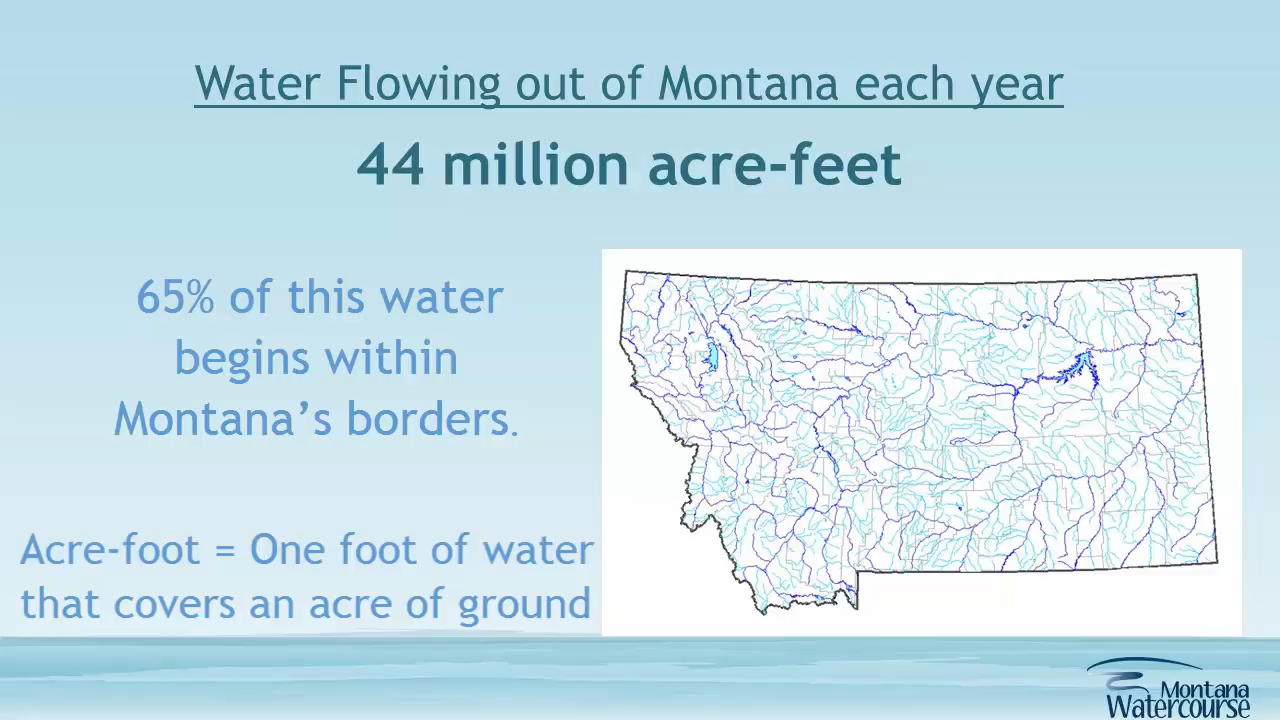 Water Flowing out of Montana each year
44 million acre-feet
65% of this water
begins within
Montana’s borders.
Acre-foot = One foot of water
that covers an acre of ground
Montana
Watercourse